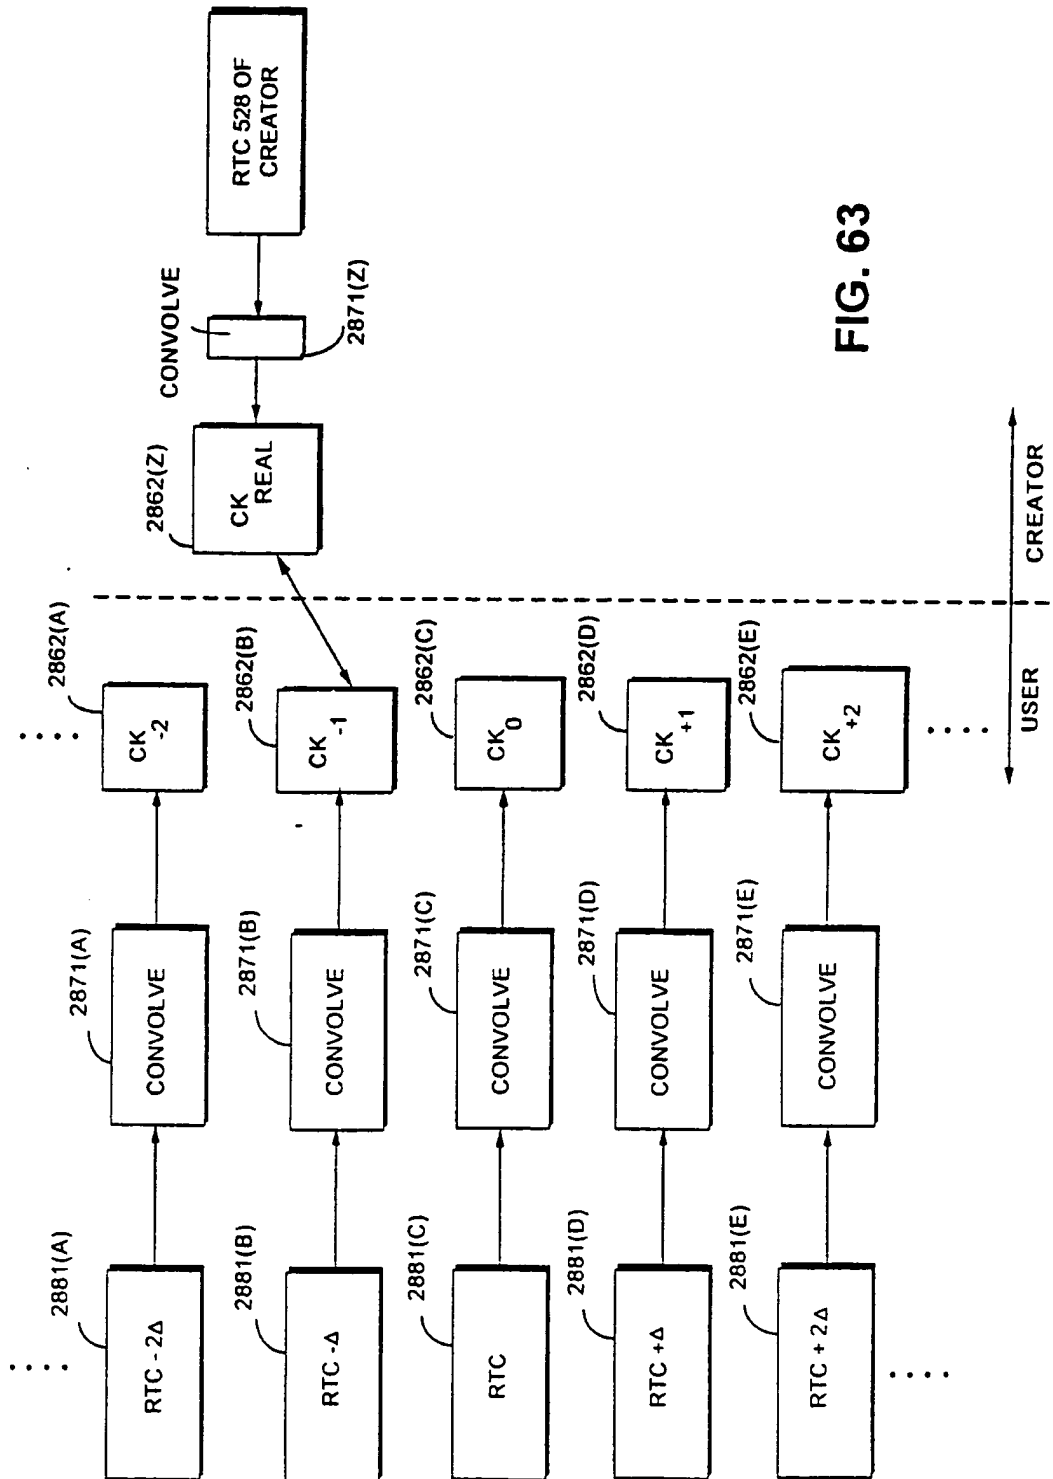 2881(A)
RTC - 2Δ
2871(A)
CONVOLVE
2862(A)
CK -2
2881(B)
RTC -Δ
2871(B)
CONVOLVE
2862(B)
CK -1
2881(C)
RTC
2871(C)
CONVOLVE
2862(C)
CK 0
2881(D)
RTC +Δ
2871(D)
CONVOLVE
2862(D)
CK +1
2881(E)
RTC + 2Δ
2871(E)
CONVOLVE
2862(E)
CK +2
2862(Z)
CK REAL
CONVOLVE
2871(Z)
RTC 528 OF
CREATOR
USER
CREATOR
FIG. 63